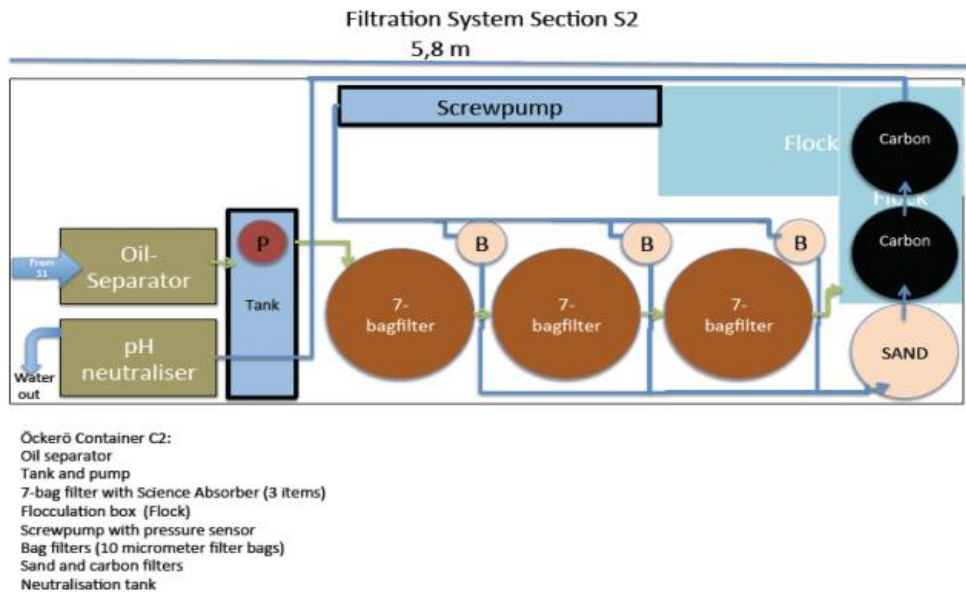 Filtration System Section S2
5,8 m
Screwpump
Flock
Carbon
Flock
Carbon
From
S1
Oil-
Separator
P
Tank
B
B
B
7-
bagfilter
7-
bagfilter
7-
bagfilter
SAND
pH
neutraliser
Water
out
Öckerö Container C2:
Oil separator
Tank and pump
7-bag filter with Science Absorber (3 items)
Flocculation box (Flock)
Screwpump with pressure sensor
Bag filters (10 micrometer filter bags)
Sand and carbon filters
Neutralisation tank